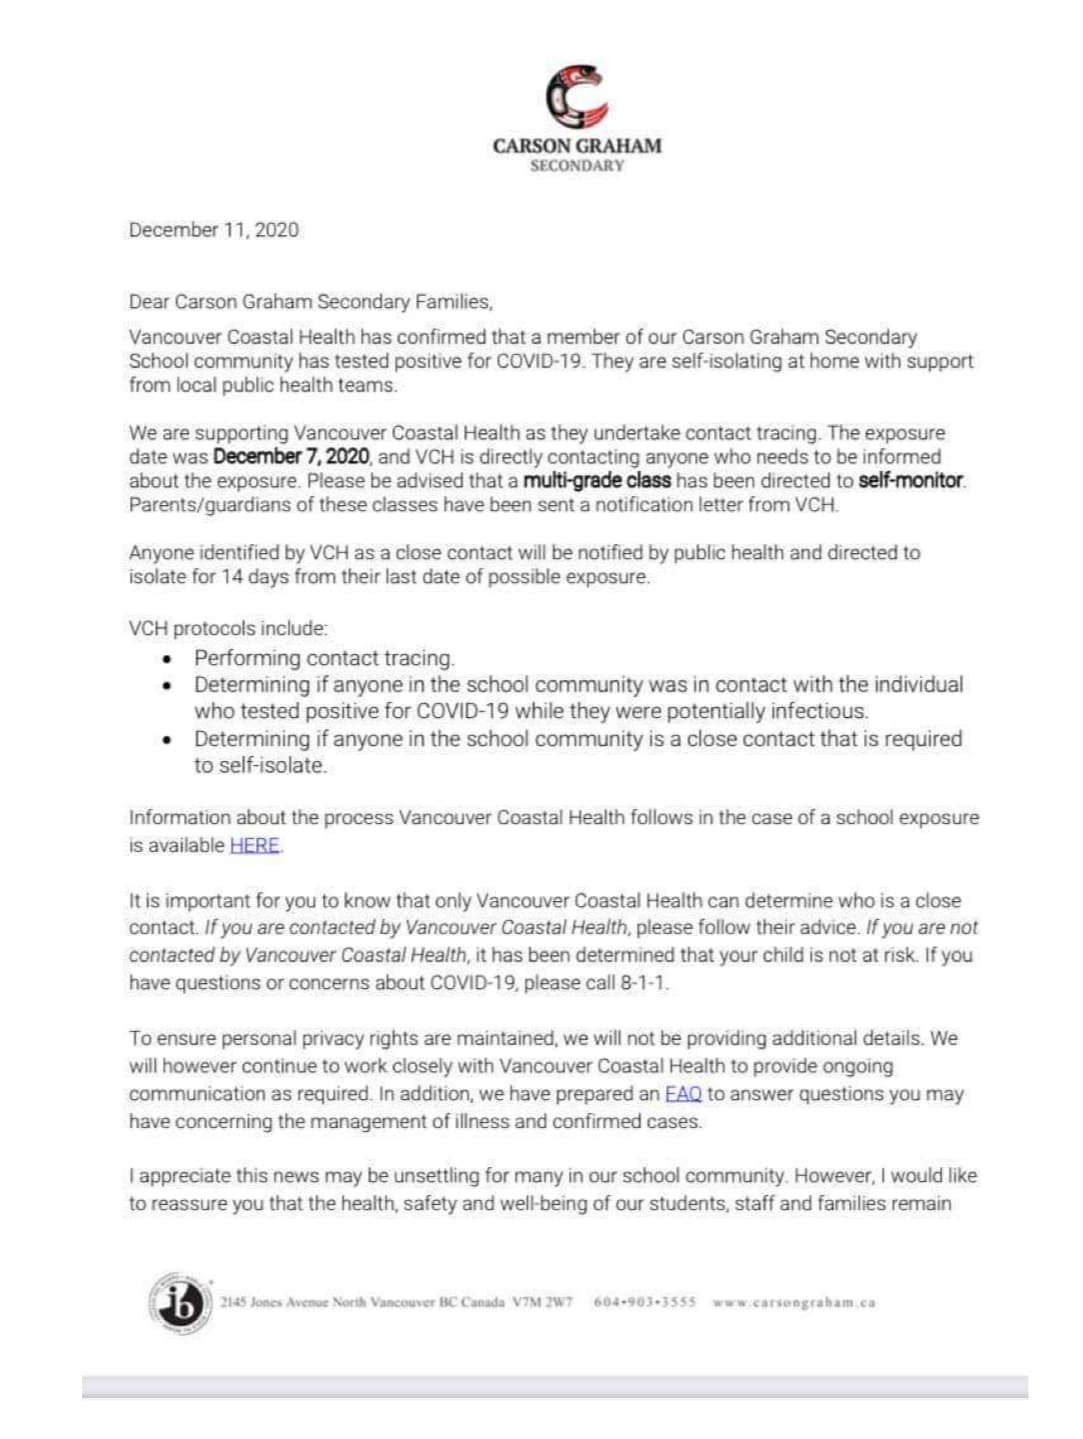 CARSON GRAHAM
SECONDARY
December 11, 2020
Dear Carson Graham Secondary Families,
Vancouver Coastal Health has confirmed that a member of our Carson Graham Secondary
School community has tested positive for COVID-19. They are self-isolating at home with support
from local public health teams.
We are supporting Vancouver Coastal Health as they undertake contact tracing. The exposure
date was December 7, 2020, and VCH is directly contacting anyone who needs to be informed
about the exposure. Please be advised that a multi-grade class has been directed to self-monitor.
Parents/guardians of these classes have been sent a notification letter from VCH.
Anyone identified by VCH as a close contact will be notified by public health and directed to
isolate for 14 days from their last date of possible exposure.
VCH protocols include:
• Performing contact tracing.
• Determining if anyone in the school community was in contact with the individual
who tested positive for COVID-19 while they were potentially infectious.
• Determining if anyone in the school community is a close contact that is required
to self-isolate.
Information about the process Vancouver Coastal Health follows in the case of a school exposure
is available HERE.
It is important for you to know that only Vancouver Coastal Health can determine who is a close
contact. If you are contacted by Vancouver Coastal Health, please follow their advice. If you are not
contacted by Vancouver Coastal Health, it has been determined that your child is not at risk. If you
have questions or concerns about COVID-19, please call 8-1-1.
To ensure personal privacy rights are maintained, we will not be providing additional details. We
will however continue to work closely with Vancouver Coastal Health to provide ongoing
communication as required. In addition, we have prepared an FAQ to answer questions you may
have concerning the management of illness and confirmed cases.
I appreciate this news may be unsettling for many in our school community. However, I would like
to reassure you that the health, safety and well-being of our students, staff and families remain
ib
2145 Jones Avenue North Vancouver BC Canada V7M 2W7 604•903•3555 www.carsongraham.ca